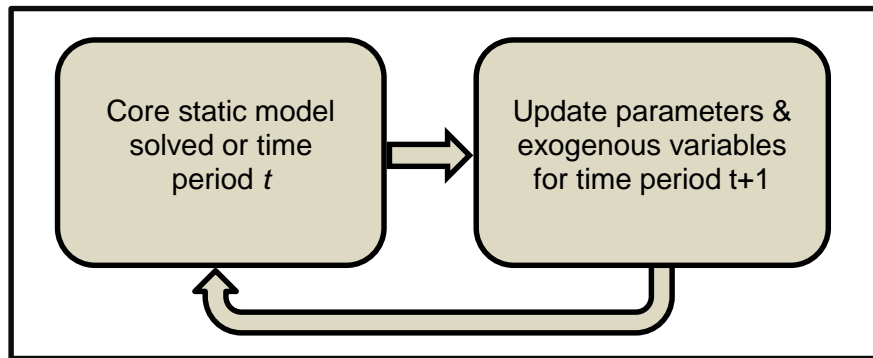 Core static model
solved or time
period t
Update parameters &
exogenous variables
for time period t+1